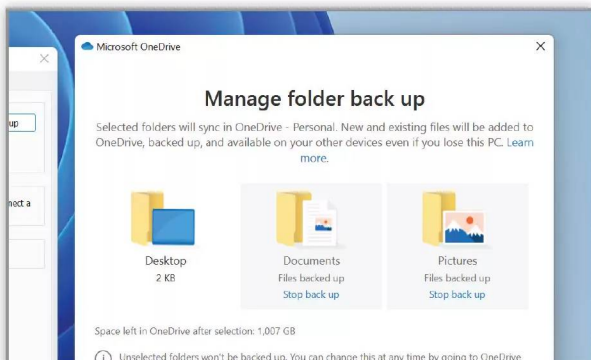 Microsoft OneDrive
up
nect a
Manage folder back up
Selected folders will sync in OneDrive - Personal. New and existing files will be added to
OneDrive, backed up, and available on your other devices even if you lose this PC. Learn
more.
Desktop
2 KB
Documents
Files backed up
Stop back up
Pictures
Files backed up
Stop back up
Space left in OneDrive after selection: 1,007 GB
Unselected folders won't be backed up. You can change this at any time by going to OneDrive